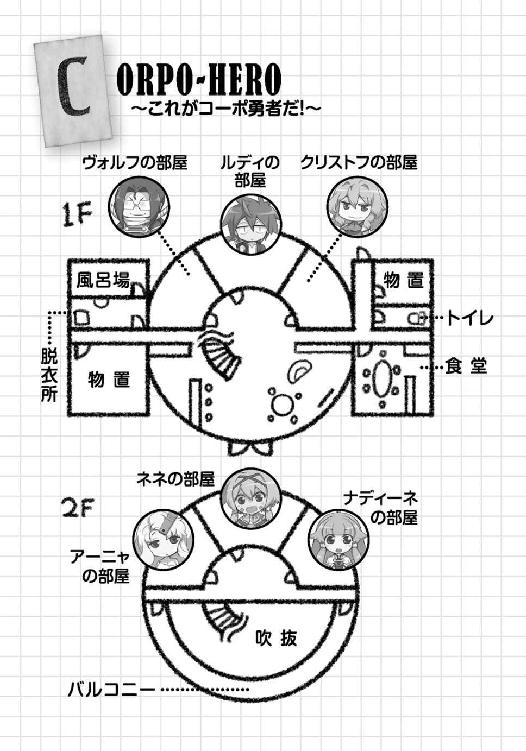 CORPO-HERO
～これがコーポ勇者だ!～
ヴォルフの部屋
ルディの
部屋
クリストフの部屋
1F
風呂場
物置
トイレ
脱衣所
物置
食堂
ネネの部屋
2F
ナディーネ
の部屋
アーニャ
の部屋
吹抜
バルコニー